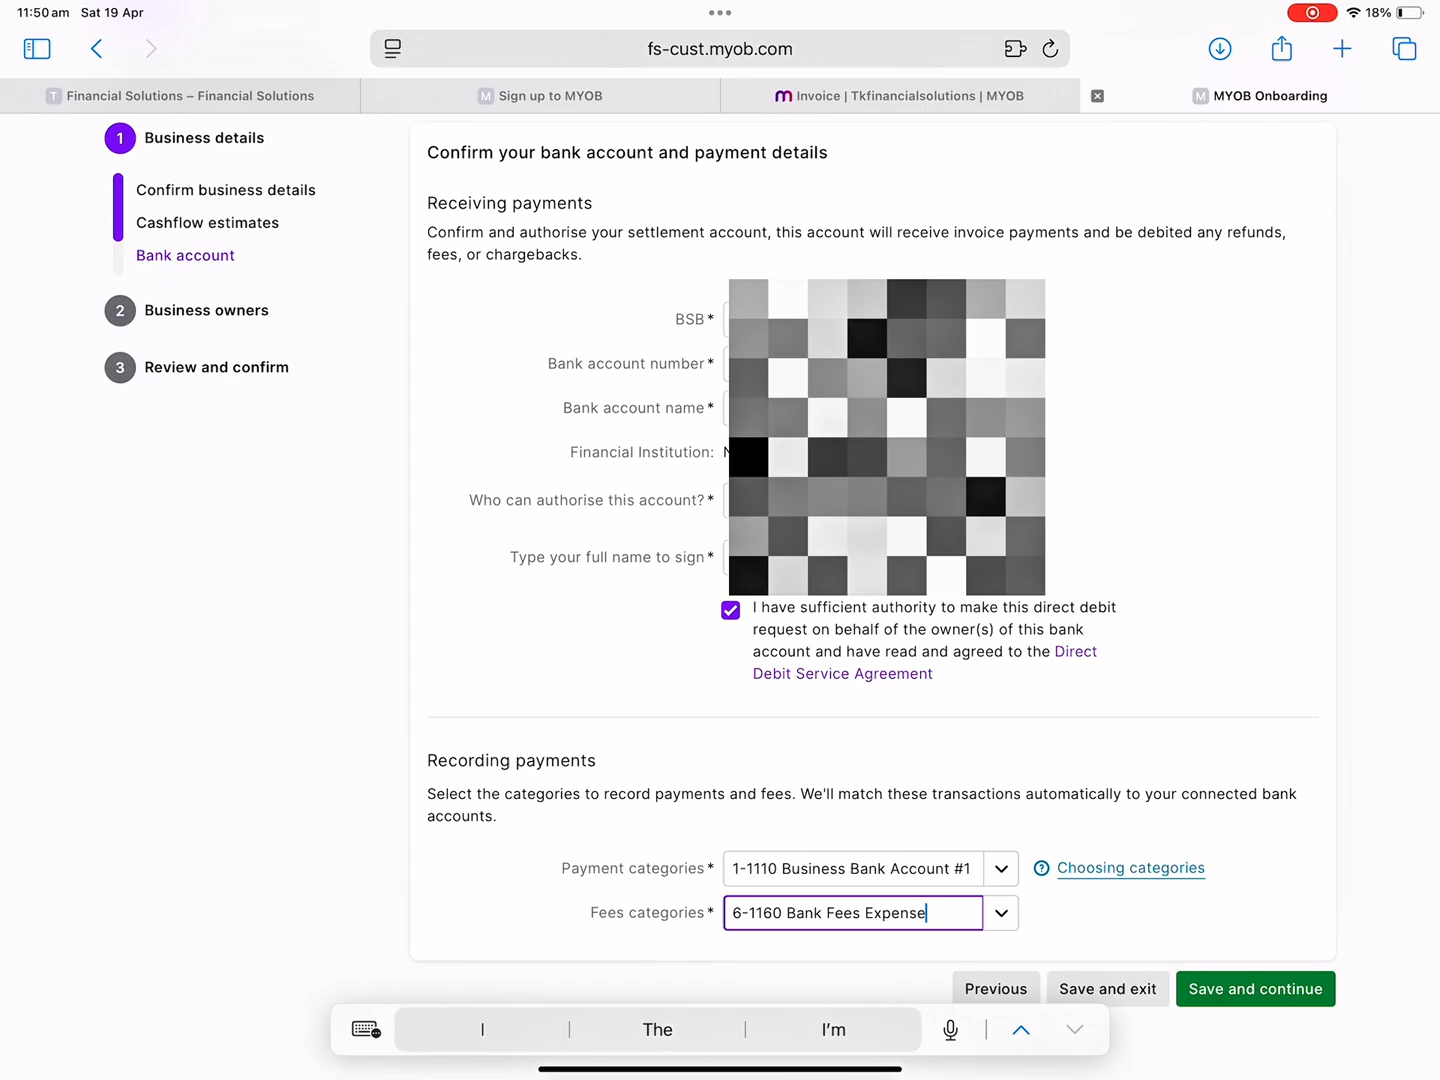 11:50 am Sat 19 Apr
18%
fs-cust.myob.com
T Financial Solutions – Financial Solutions
M Sign up to MYOB
Invoice | Tkfinancialsolutions | MYOB
M MYOB Onboarding
1 Business details
Confirm business details
Cashflow estimates
Bank account
2 Business owners
3 Review and confirm
Confirm your bank account and payment details
Receiving payments
Confirm and authorise your settlement account, this account will receive invoice payments and be debited any refunds,
fees, or chargebacks.
BSB *
Bank account number *
Bank account name *
Financial Institution:
Who can authorise this account? *
Type your full name to sign *
I have sufficient authority to make this direct debit
request on behalf of the owner(s) of this bank
account and have read and agreed to the Direct
Debit Service Agreement
Recording payments
Select the categories to record payments and fees. We'll match these transactions automatically to your connected bank
accounts.
Payment categories * 1-1110 Business Bank Account #1 Choosing categories
Fees categories * 6-1160 Bank Fees Expense
Previous Save and exit Save and continue
I The I'm